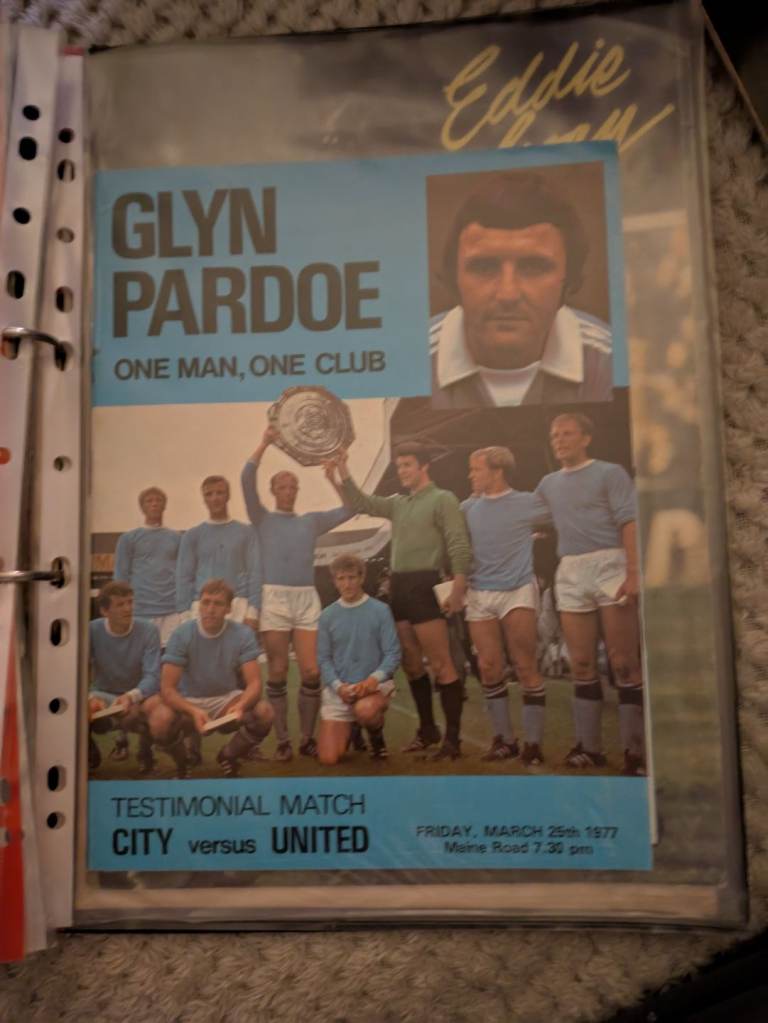 Eddie
GLYN
PARDOE
ONE MAN, ONE CLUB
TESTIMONIAL MATCH
CITY versus UNITED
FRIDAY, MARCH 25th 1977
Maine Road 7.30 pm